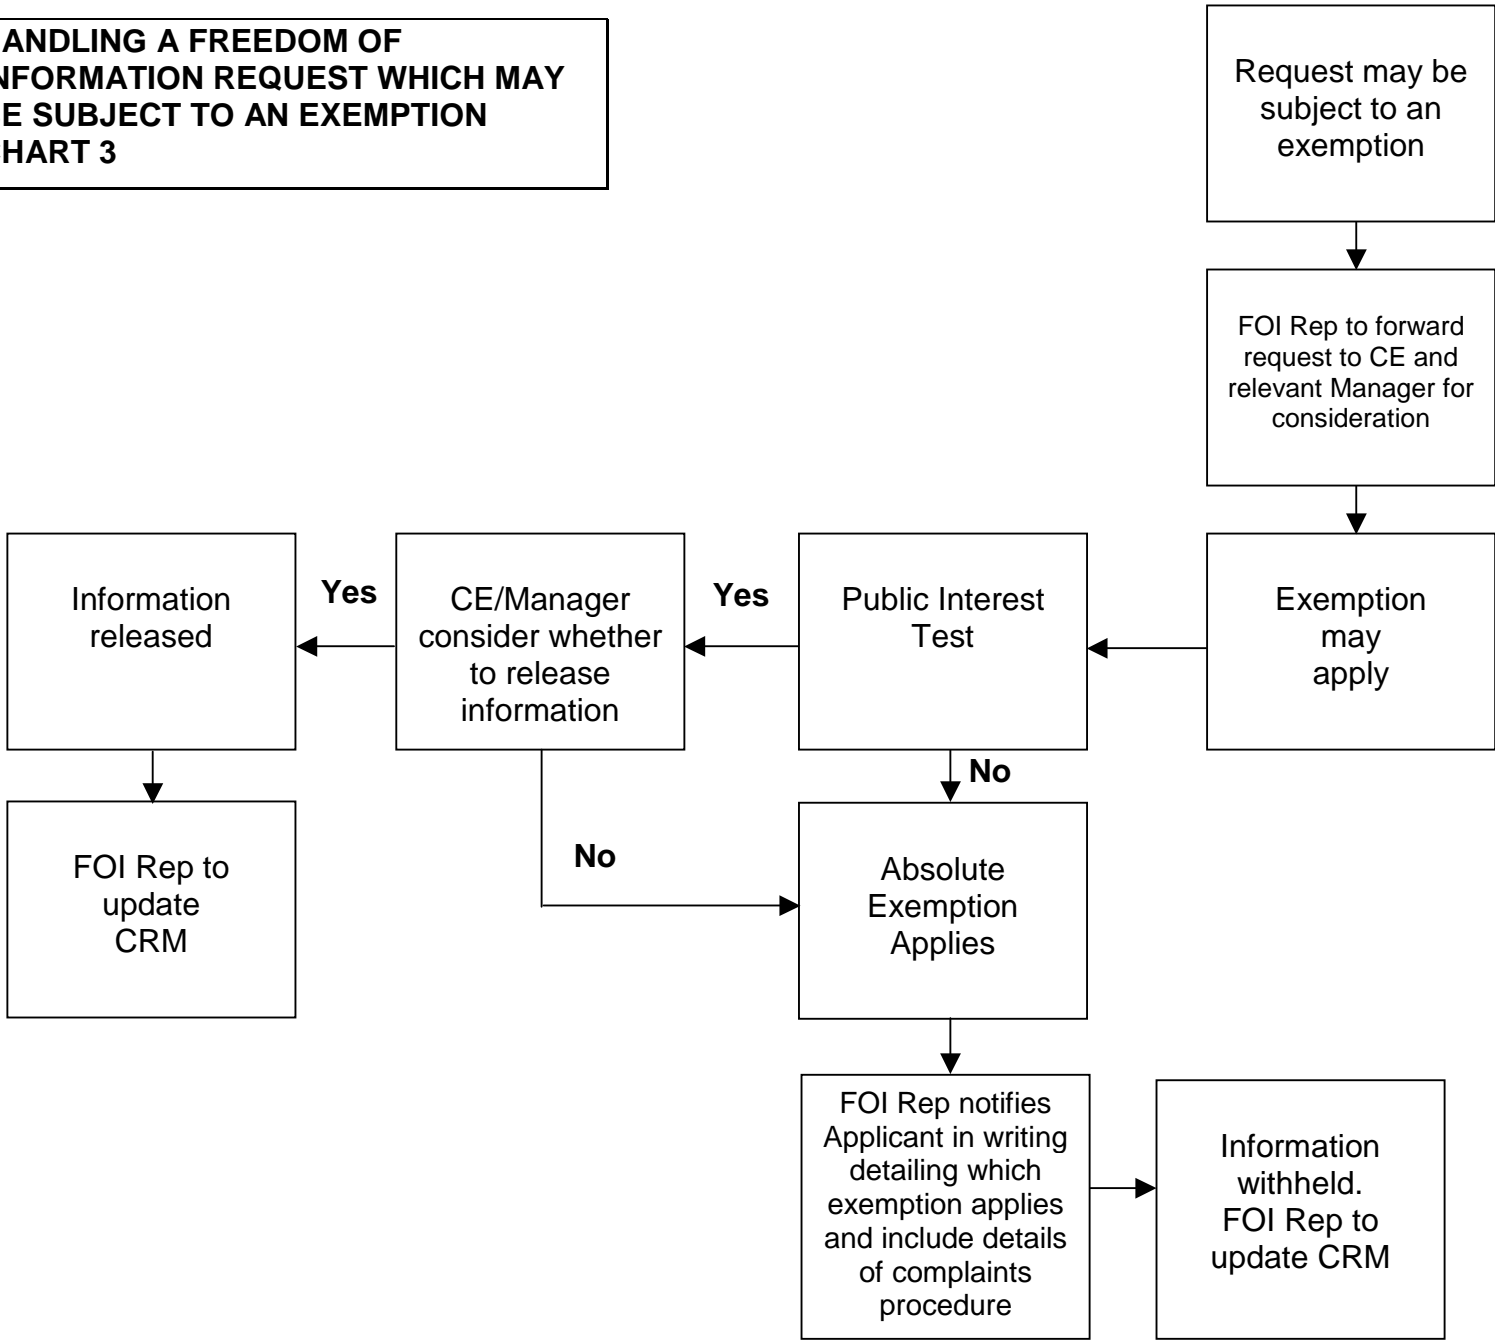 ANDLING A FREEDOM OF
NFORMATION REQUEST WHICH MAY
E SUBJECT TO AN EXEMPTION
HART 3
Request may be
subject to an
exemption
FOI Rep to forward
request to CE and
relevant Manager for
consideration
Information
released
Yes
CE/Manager
consider whether
to release
information
Yes
Public Interest
Test
Exemption
may
apply
No
FOI Rep to
update
CRM
No
Absolute
Exemption
Applies
FOI Rep notifies
Applicant in writing
detailing which
exemption applies
and include details
of complaints
procedure
Information
withheld.
FOI Rep to
update CRM